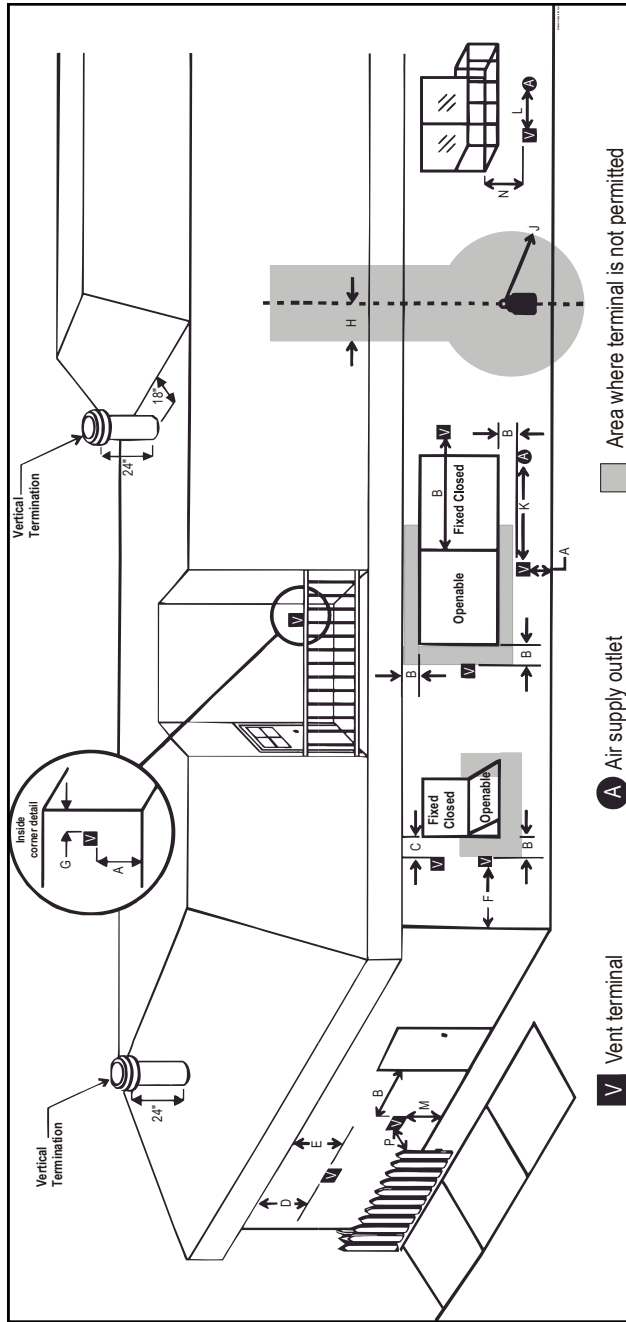 Vertical
Termination
24"
Vertical
Termination
24"
18"
Inside
corner detail
G
V
A
V
D
E
V
B
V
P
M
F
C
V
V
B
Fixed
Closed
Openable
B
V
B
Openable
Fixed Closed
B
V
B
K
V
A
A
H
J
N
L
V
A
V Vent terminal
A Air supply outlet
Area where terminal is not permitted